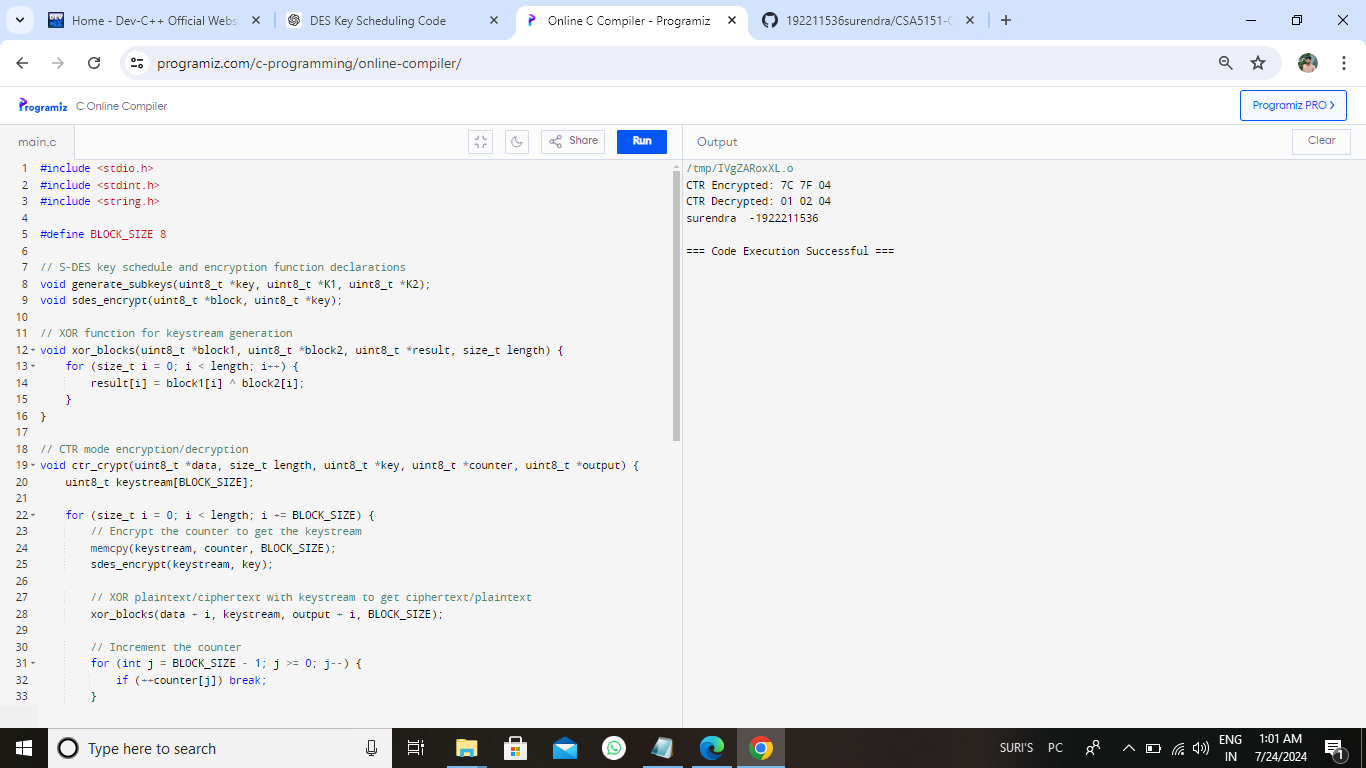 Home - Dev-C++ Official Webs
DES Key Scheduling Code
Online C Compiler - Programiz
192211536surendra/CSA5151-C
programiz.com/c-programming/online-compiler/
Programiz C Online Compiler
Programiz PRO >
main.c
Share
Run
Output
Clear
1 #include <stdio.h>
2 #include <stdint.h>
3 #include <string.h>
4
5 #define BLOCK_SIZE 8
6
7 // S-DES key schedule and encryption function declarations
8 void generate_subkeys(uint8_t *key, uint8_t *K1, uint8_t *K2);
9 void sdes_encrypt(uint8_t *block, uint8_t *key);
10
11 // XOR function for keystream generation
12 void xor_blocks(uint8_t *block1, uint8_t *block2, uint8_t *result, size_t length) {
13 for (size_t i = 0; i < length; i++) {
14 result[i] = block1[i] ^ block2[i];
15 }
16 }
17
18 // CTR mode encryption/decryption
19 void ctr_crypt(uint8_t *data, size_t length, uint8_t *key, uint8_t *counter, uint8_t *output) {
20 uint8_t keystream[BLOCK_SIZE];
21
22 for (size_t i = 0; i < length; i += BLOCK_SIZE) {
23 // Encrypt the counter to get the keystream
24 memcpy(keystream, counter, BLOCK_SIZE);
25 sdes_encrypt(keystream, key);
26
27 // XOR plaintext/ciphertext with keystream to get ciphertext/plaintext
28 xor_blocks(data + i, keystream, output + i, BLOCK_SIZE);
29
30 // Increment the counter
31 for (int j = BLOCK_SIZE - 1; j >= 0; j--) {
32 if (++counter[j]) break;
33 }
/tmp/IVgZARoxXL.o
CTR Encrypted: 7C 7F 04
CTR Decrypted: 01 02 04
surendra -1922211536
=== Code Execution Successful ===
Type here to search
SURI'S PC
ENG
IN
1:01 AM
7/24/2024
1